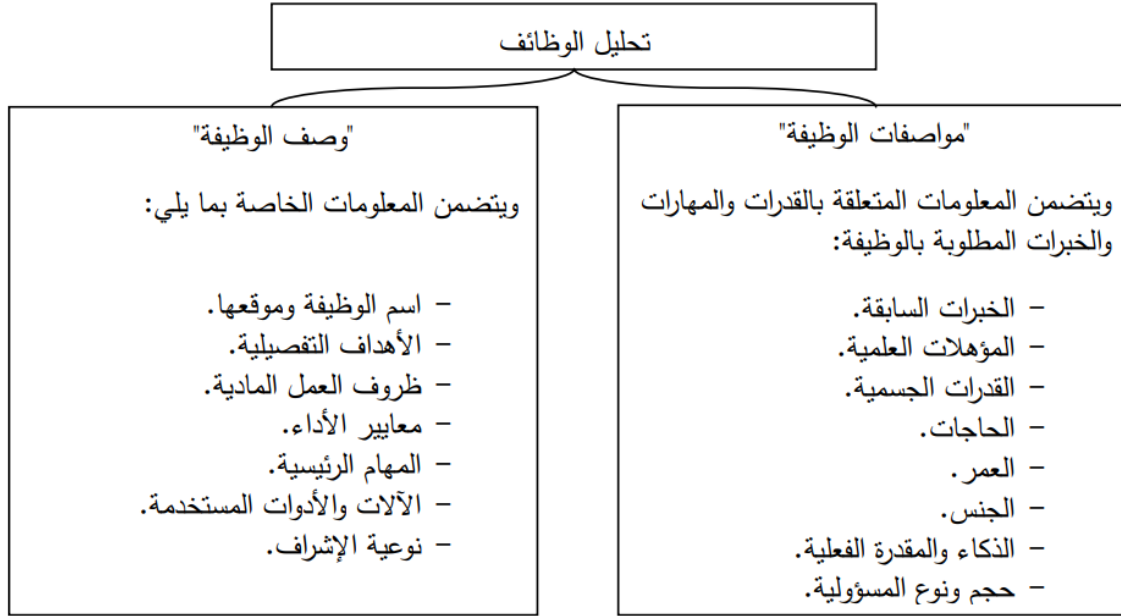 تحليل الوظائف
"مواصفات الوظيفة"
ويتضمن المعلومات المتعلقة بالقدرات والمهارات
والخبرات المطلوبة بالوظيفة:
– الخبرات السابقة.
– المؤهلات العلمية.
– القدرات الجسمية.
– الحاجات.
– العمر.
– الجنس.
– الذكاء والمقدرة الفعلية.
– حجم ونوع المسؤولية.
"وصف الوظيفة"
ويتضمن المعلومات الخاصة بما يلي:
– اسم الوظيفة وموقعها.
– الأهداف التفصيلية.
– ظروف العمل المادية.
– معايير الأداء.
– المهام الرئيسية.
– الآلات والأدوات المستخدمة.
– نوعية الإشراف.